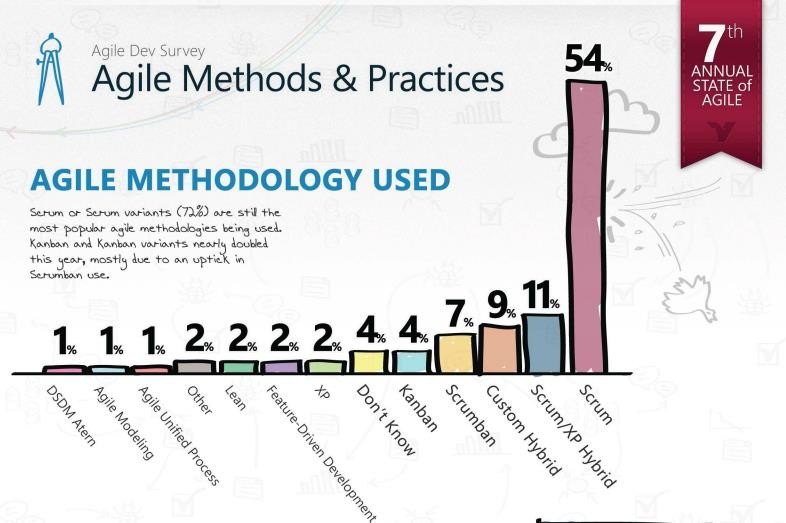 Agile Dev Survey
Agile Methods & Practices
7th
ANNUAL
STATE of
AGILE
AGILE METHODOLOGY USED
Scrum or Scrum variants (72%) are still the
most popular agile methodologies being used.
Kanban and Kanban variants nearly doubled
this year, mostly due to an uptick in
Scrumban use.
1%
1%
1%
2%
2%
2%
2%
4%
4%
7%
9%
11%
54%
DSDM Atern
Agile Modeling
Agile Unified Process
Other
Lean
Feature-Driven Development
XP
Don't Know
Kanban
Scrumban
Custom Hybrid
Scrum/XP Hybrid
Scrum